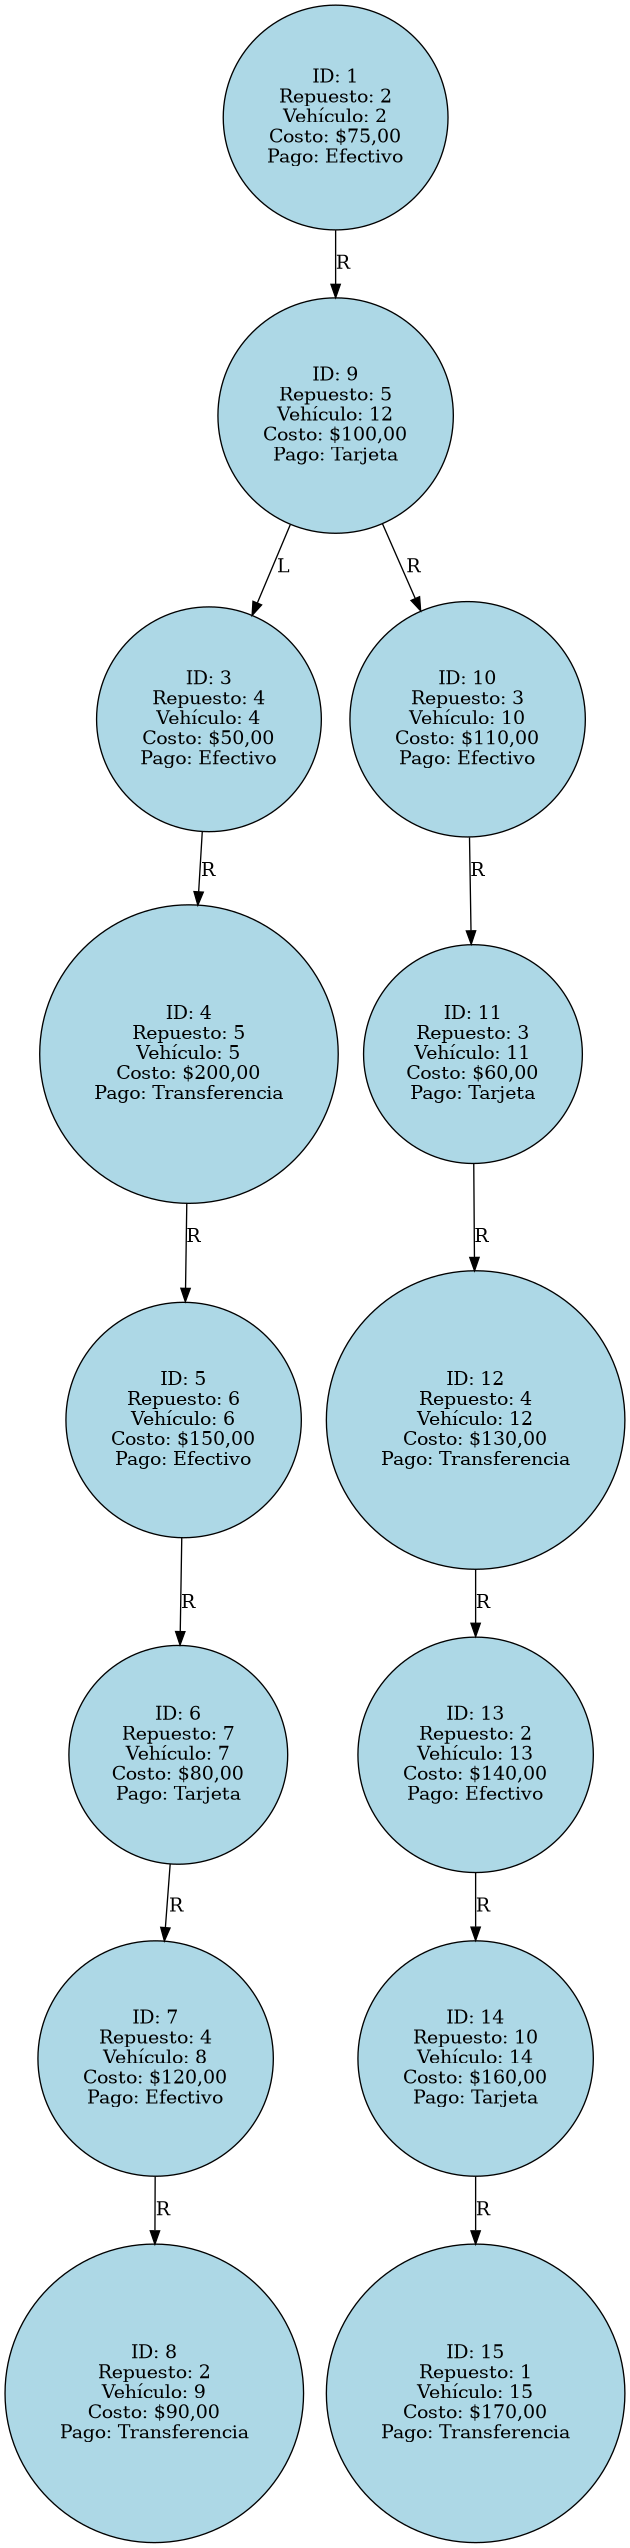 ID: 1
Repuesto: 2
Vehículo: 2
Costo: $75,00
Pago: Efectivo
R
ID: 9
Repuesto: 5
Vehículo: 12
Costo: $100,00
Pago: Tarjeta
L
R
ID: 3
Repuesto: 4
Vehículo: 4
Costo: $50,00
Pago: Efectivo
ID: 10
Repuesto: 3
Vehículo: 10
Costo: $110,00
Pago: Efectivo
R
R
ID: 4
Repuesto: 5
Vehículo: 5
Costo: $200,00
Pago: Transferencia
ID: 11
Repuesto: 3
Vehículo: 11
Costo: $60,00
Pago: Tarjeta
R
R
ID: 5
Repuesto: 6
Vehículo: 6
Costo: $150,00
Pago: Efectivo
ID: 12
Repuesto: 4
Vehículo: 12
Costo: $130,00
Pago: Transferencia
R
R
ID: 6
Repuesto: 7
Vehículo: 7
Costo: $80,00
Pago: Tarjeta
ID: 13
Repuesto: 2
Vehículo: 13
Costo: $140,00
Pago: Efectivo
R
R
ID: 7
Repuesto: 4
Vehículo: 8
Costo: $120,00
Pago: Efectivo
ID: 14
Repuesto: 10
Vehículo: 14
Costo: $160,00
Pago: Tarjeta
R
R
ID: 8
Repuesto: 2
Vehículo: 9
Costo: $90,00
Pago: Transferencia
ID: 15
Repuesto: 1
Vehículo: 15
Costo: $170,00
Pago: Transferencia